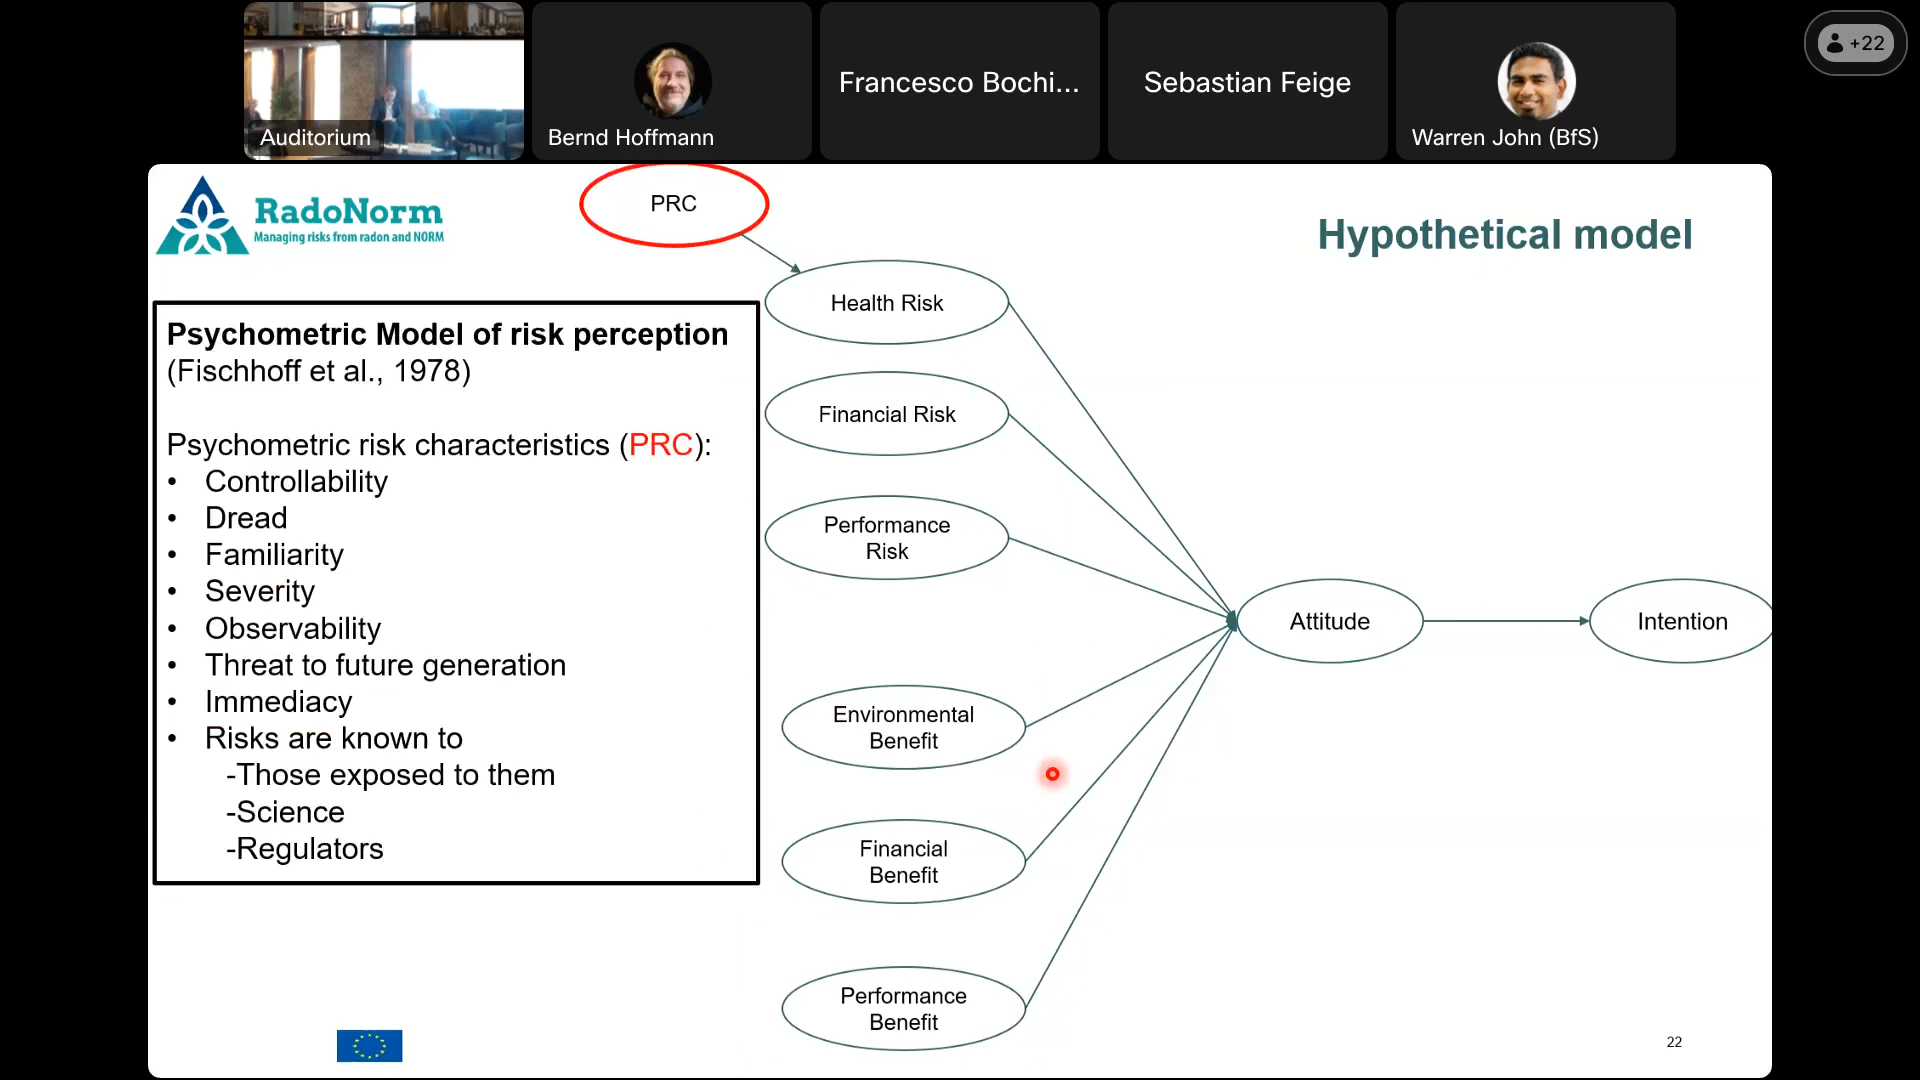 Auditorium
Bernd Hoffmann
Francesco Bochi...
Sebastian Feige
Warren John (BfS)
+22
RadoNorm
Managing risks from radon and NORM
PRC
Hypothetical model
Psychometric Model of risk perception
(Fischhoff et al., 1978)
Psychometric risk characteristics (PRC):
• Controllability
• Dread
• Familiarity
• Severity
• Observability
• Threat to future generation
• Immediacy
• Risks are known to
-Those exposed to them
-Science
-Regulators
Health Risk
Financial Risk
Performance
Risk
Environmental
Benefit
Financial
Benefit
Performance
Benefit
Attitude
Intention
22